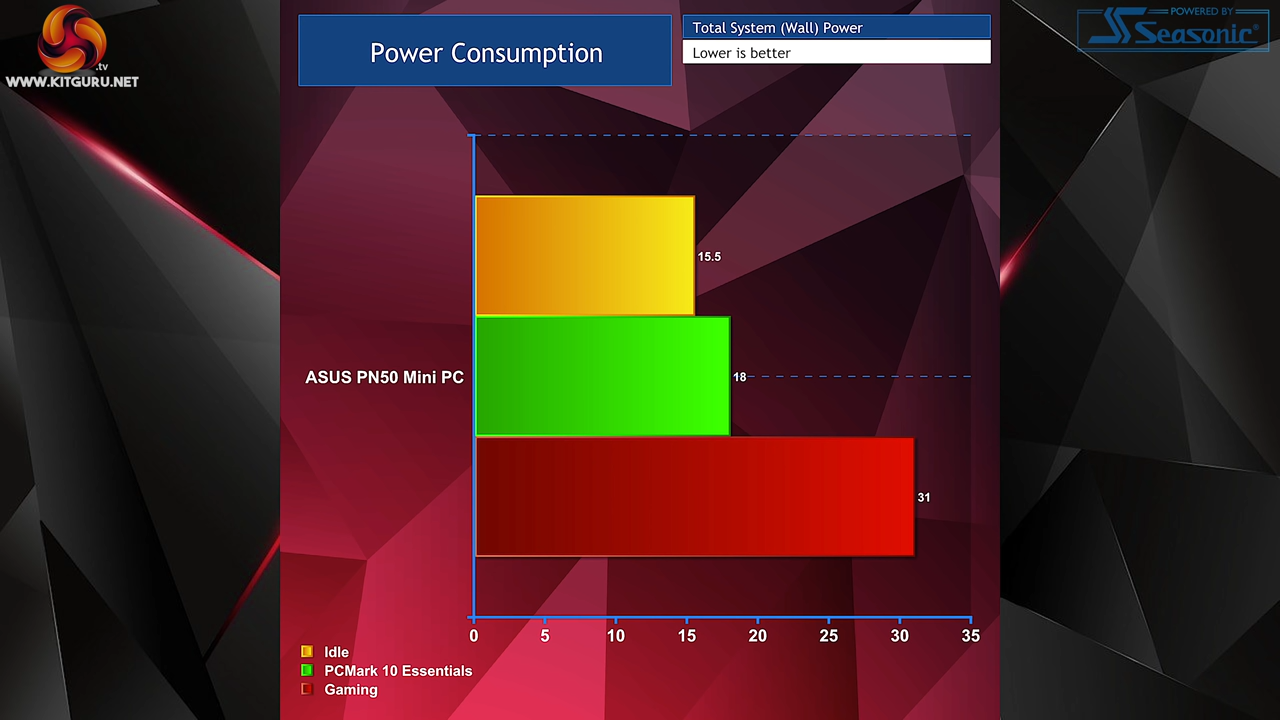 .tv
WWW.KITGURU.NET
Power Consumption
Total System (Wall) Power
Lower is better
POWERED BY
Seasonic®
15.5
ASUS PN50 Mini PC
18
31
0 5 10 15 20 25 30 35
Idle
PCMark 10 Essentials
Gaming